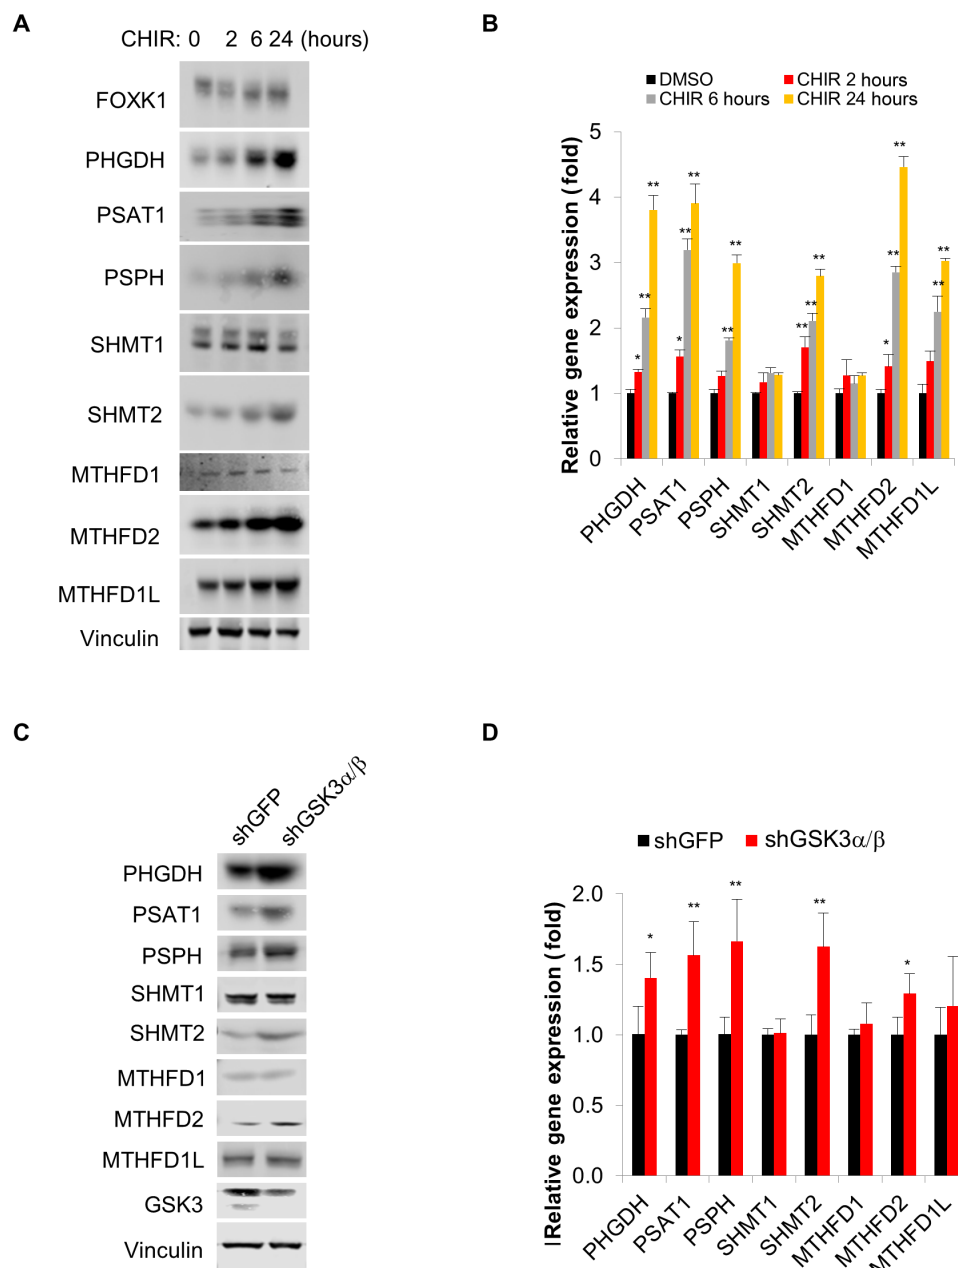 A
CHIR: 0 2 6 24 (hours)
FOXK1
PHGDH
PSAT1
PSPH
SHMT1
SHMT2
MTHFD1
MTHFD2
MTHFD1L
Vinculin
B
DMSO CHIR 2 hours
CHIR 6 hours CHIR 24 hours
Relative gene expression (fold)
5
4
3
2
1
0
* ** * ** ** ** ** ** ** ** * ** ** ** **
PHGDH
PSAT1
PSPH
SHMT1
SHMT2
MTHFD1
MTHFD2
MTHFD1L
C
shGFP
shGSK3α/β
PHGDH
PSAT1
PSPH
SHMT1
SHMT2
MTHFD1
MTHFD2
MTHFD1L
GSK3
Vinculin
D
shGFP shGSK3α/β
|Relative gene expression (fold)
2.0
1.5
1.0
0.5
0.0
* ** ** ** *
PHGDH
PSAT1
PSPH
SHMT1
SHMT2
MTHFD1
MTHFD2
MTHFD1L